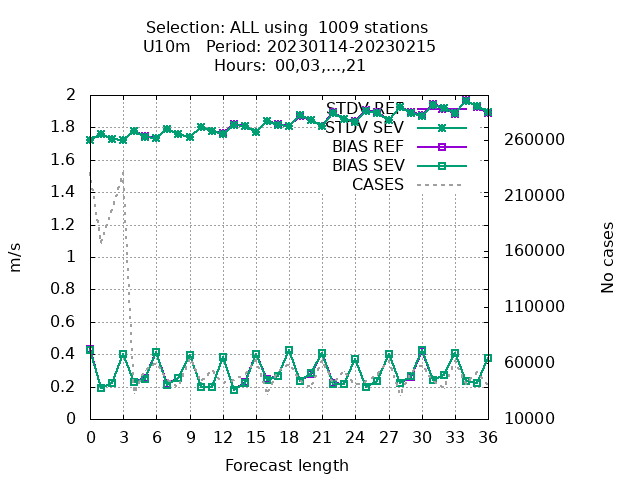 Selection: ALL using  1009 stations
U10m   Period: 20230114-20230215
Hours:  00,03,...,21
STDV REF
STDV SEV
BIAS REF
BIAS SEV
CASES
2
1.8
1.6
1.4
1.2
1
0.8
0.6
0.4
0.2
0
260000
210000
160000
110000
60000
10000
m/s
No cases
0 3 6 9 12 15 18 21 24 27 30 33 36
Forecast length